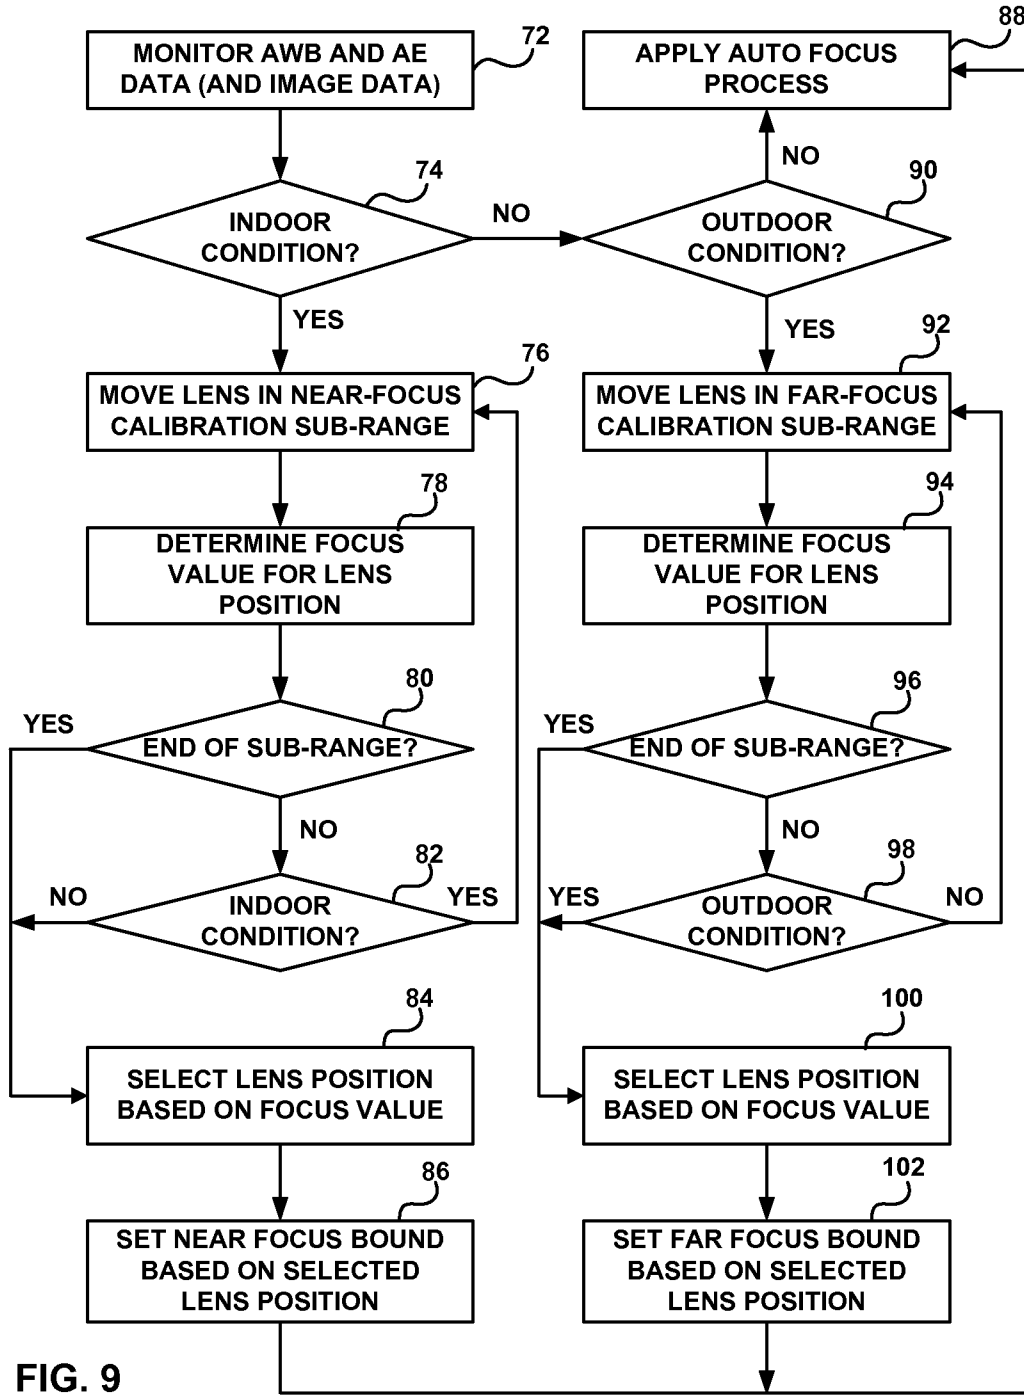 MONITOR AWB AND AE
DATA (AND IMAGE DATA)
72
APPLY AUTO FOCUS
PROCESS
88
NO
INDOOR
CONDITION?
74
NO
OUTDOOR
CONDITION?
90
YES
YES
MOVE LENS IN NEAR-FOCUS
CALIBRATION SUB-RANGE
76
MOVE LENS IN FAR-FOCUS
CALIBRATION SUB-RANGE
92
DETERMINE FOCUS
VALUE FOR LENS
POSITION
78
DETERMINE FOCUS
VALUE FOR LENS
POSITION
94
YES
END OF SUB-RANGE?
80
YES
END OF SUB-RANGE?
96
NO
NO
NO
INDOOR
CONDITION?
82
YES
YES
OUTDOOR
CONDITION?
98
NO
SELECT LENS POSITION
BASED ON FOCUS VALUE
84
SELECT LENS POSITION
BASED ON FOCUS VALUE
100
SET NEAR FOCUS BOUND
BASED ON SELECTED
LENS POSITION
86
SET FAR FOCUS BOUND
BASED ON SELECTED
LENS POSITION
102
FIG. 9